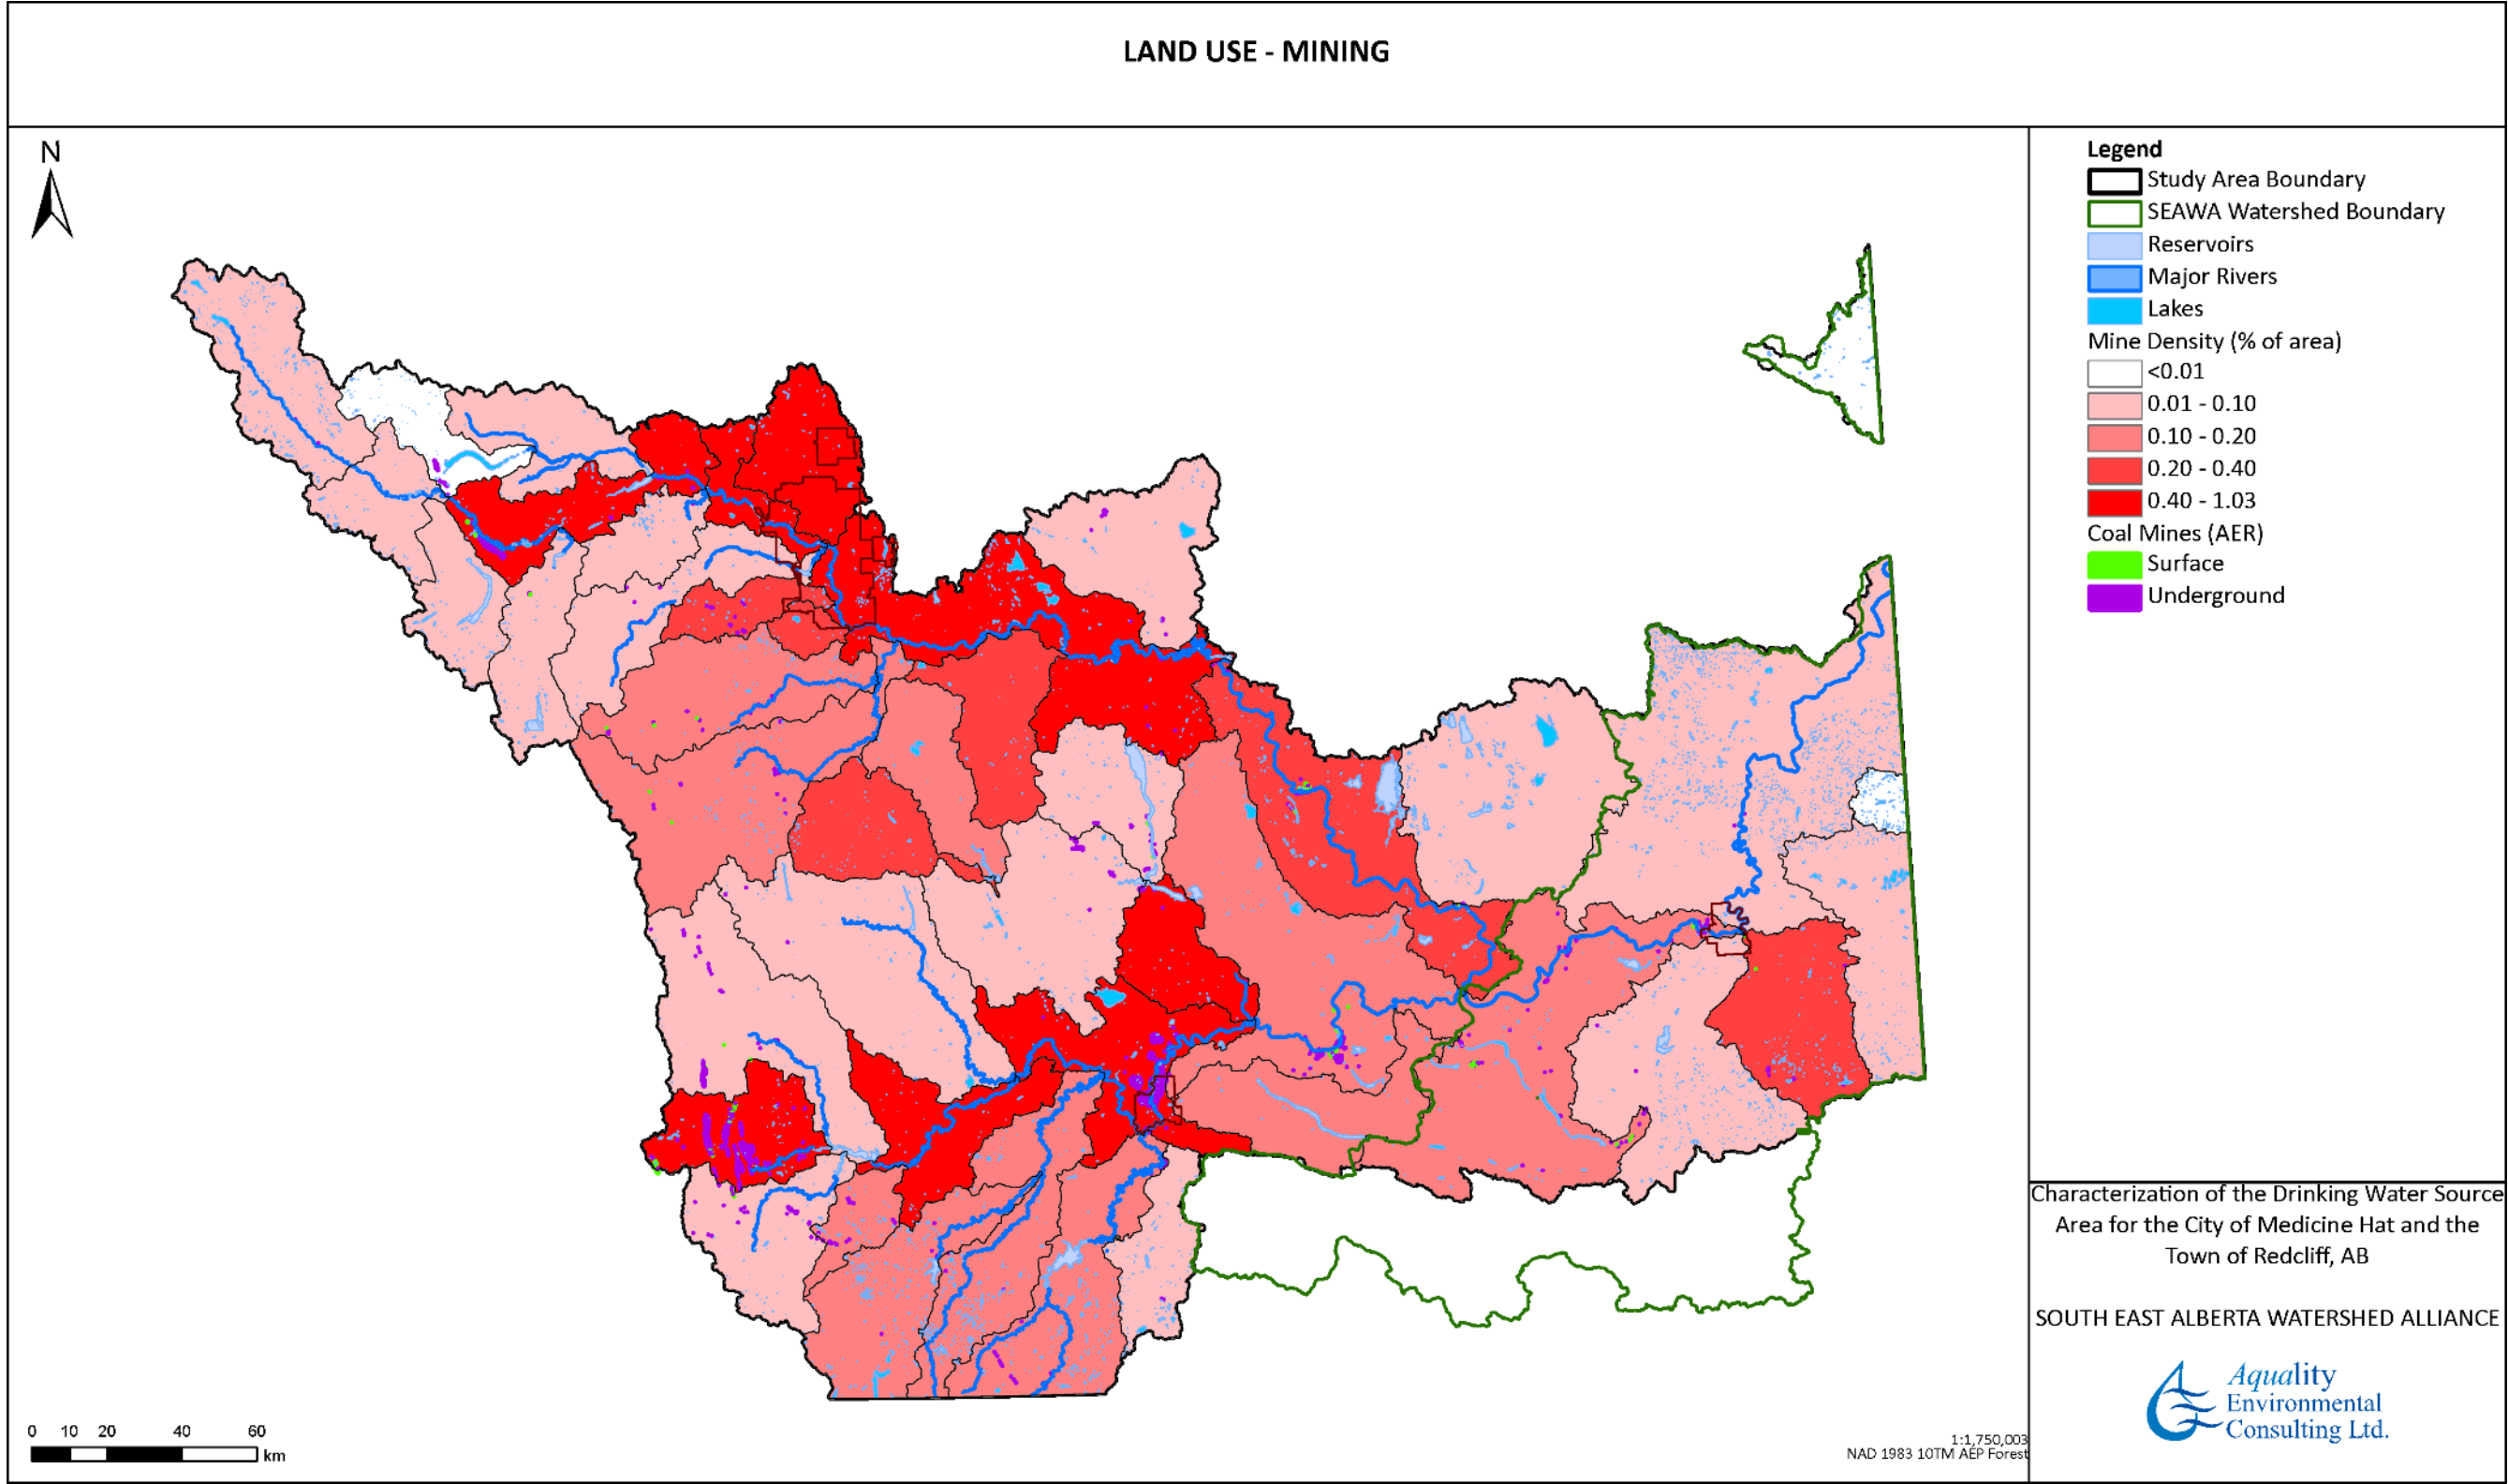 LAND USE - MINING
N
Legend
Study Area Boundary
SEAWA Watershed Boundary
Reservoirs
Major Rivers
Lakes
Mine Density (% of area)
<0.01
0.01 - 0.10
0.10 - 0.20
0.20 - 0.40
0.40 - 1.03
Coal Mines (AER)
Surface
Underground
Characterization of the Drinking Water Source
Area for the City of Medicine Hat and the
Town of Redcliff, AB
SOUTH EAST ALBERTA WATERSHED ALLIANCE
Aquality
Environmental
Consulting Ltd.
0 10 20 40 60
km
1:1,750,003
NAD 1983 10TM AEP Forest